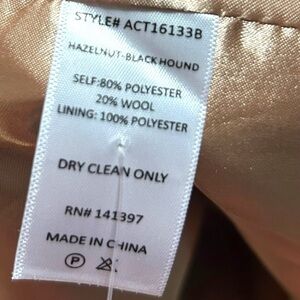 STYLE# ACT16133B
HAZELNUT-BLACK HOUND
SELF:80% POLYESTER
20% WOOL
LINING: 100% POLYESTER
DRY CLEAN ONLY
RN# 141397
MADE IN CHINA
P